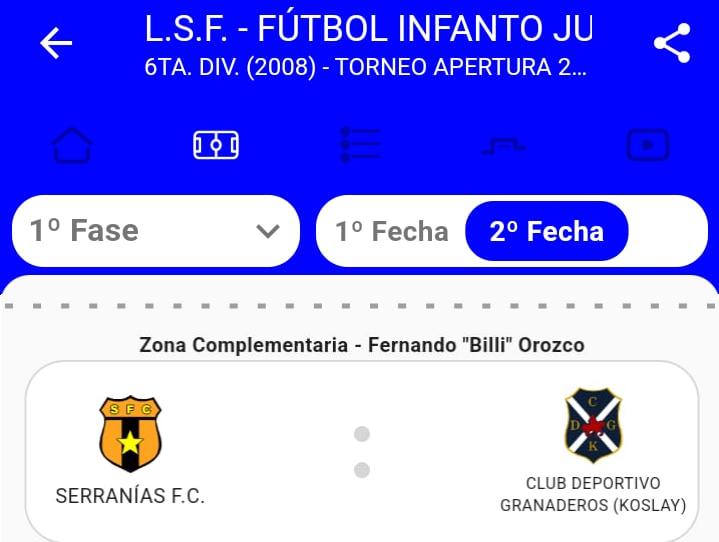 L.S.F. - FÚTBOL INFANTO JU
6TA. DIV. (2008) - TORNEO APERTURA 2...
1º Fase
1º Fecha
2º Fecha
Zona Complementaria - Fernando "Billi" Orozco
S F C
C
D G
K
SERRANÍAS F.C.
CLUB DEPORTIVO
GRANADEROS (KOSLAY)